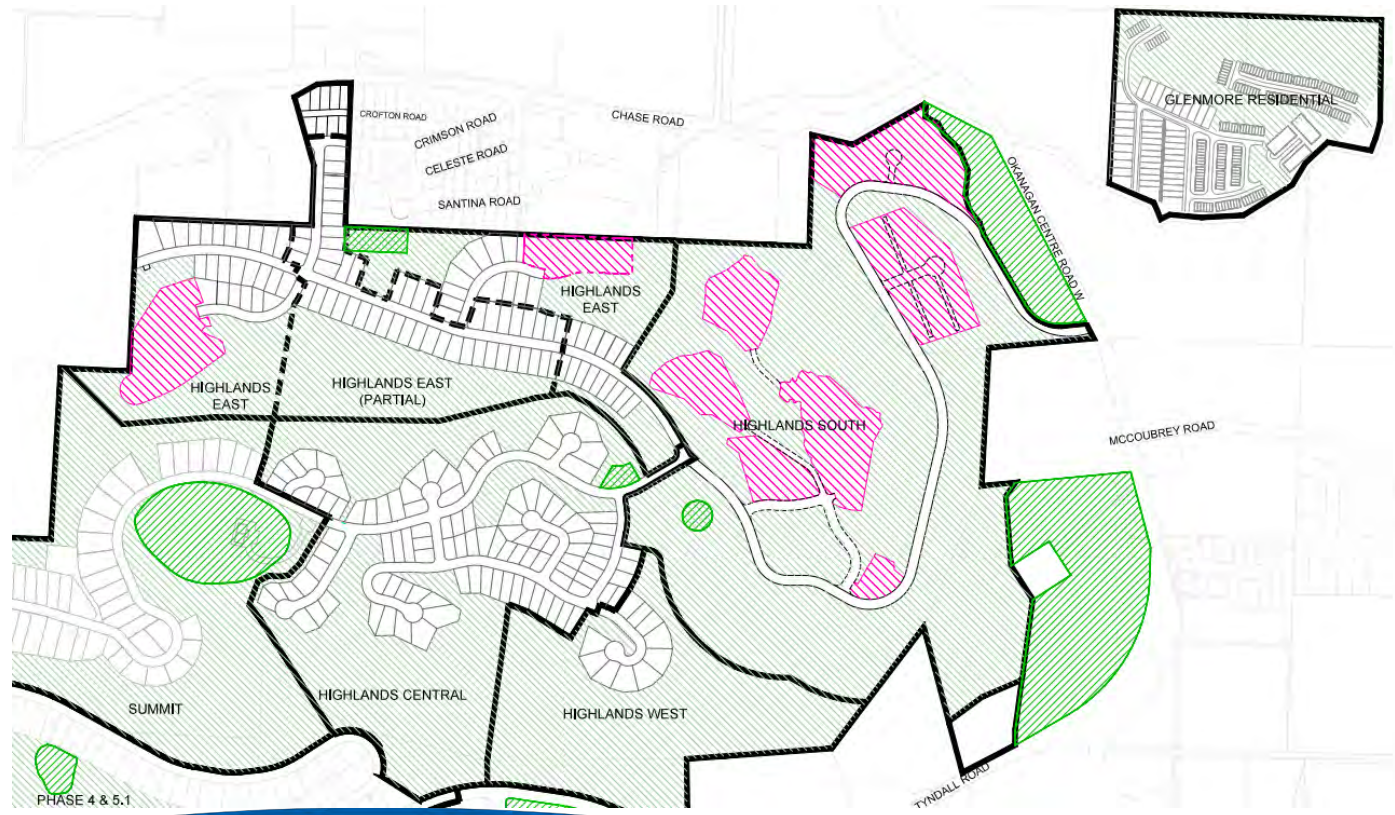 GLENMORE RESIDENTIAL
CROFTON ROAD
CRIMSON ROAD
CHASE ROAD
CELESTE ROAD
SANTINA ROAD
OKANAGAN CENTRE ROAD W
HIGHLANDS
EAST
HIGHLANDS
EAST
HIGHLANDS EAST
(PARTIAL)
HIGHLANDS SOUTH
MCCOUBREY ROAD
SUMMIT
HIGHLANDS CENTRAL
HIGHLANDS WEST
TYNDALL ROAD
PHASE 4 & 5.1